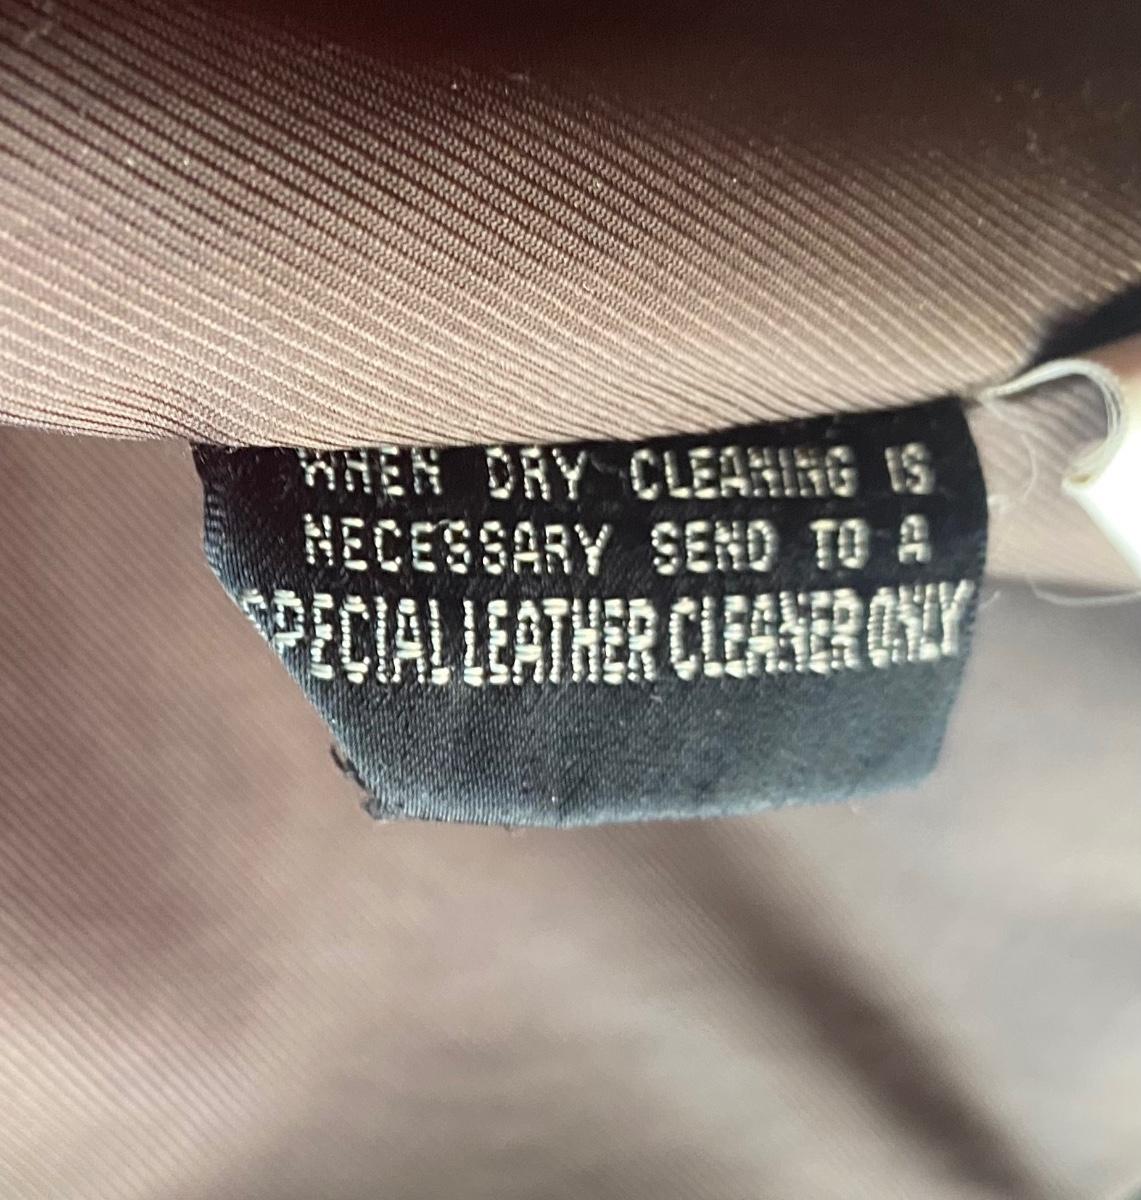 WHEN DRY CLEANING IS
NECESSARY SEND TO A
SPECIAL LEATHER CLEANER ONLY